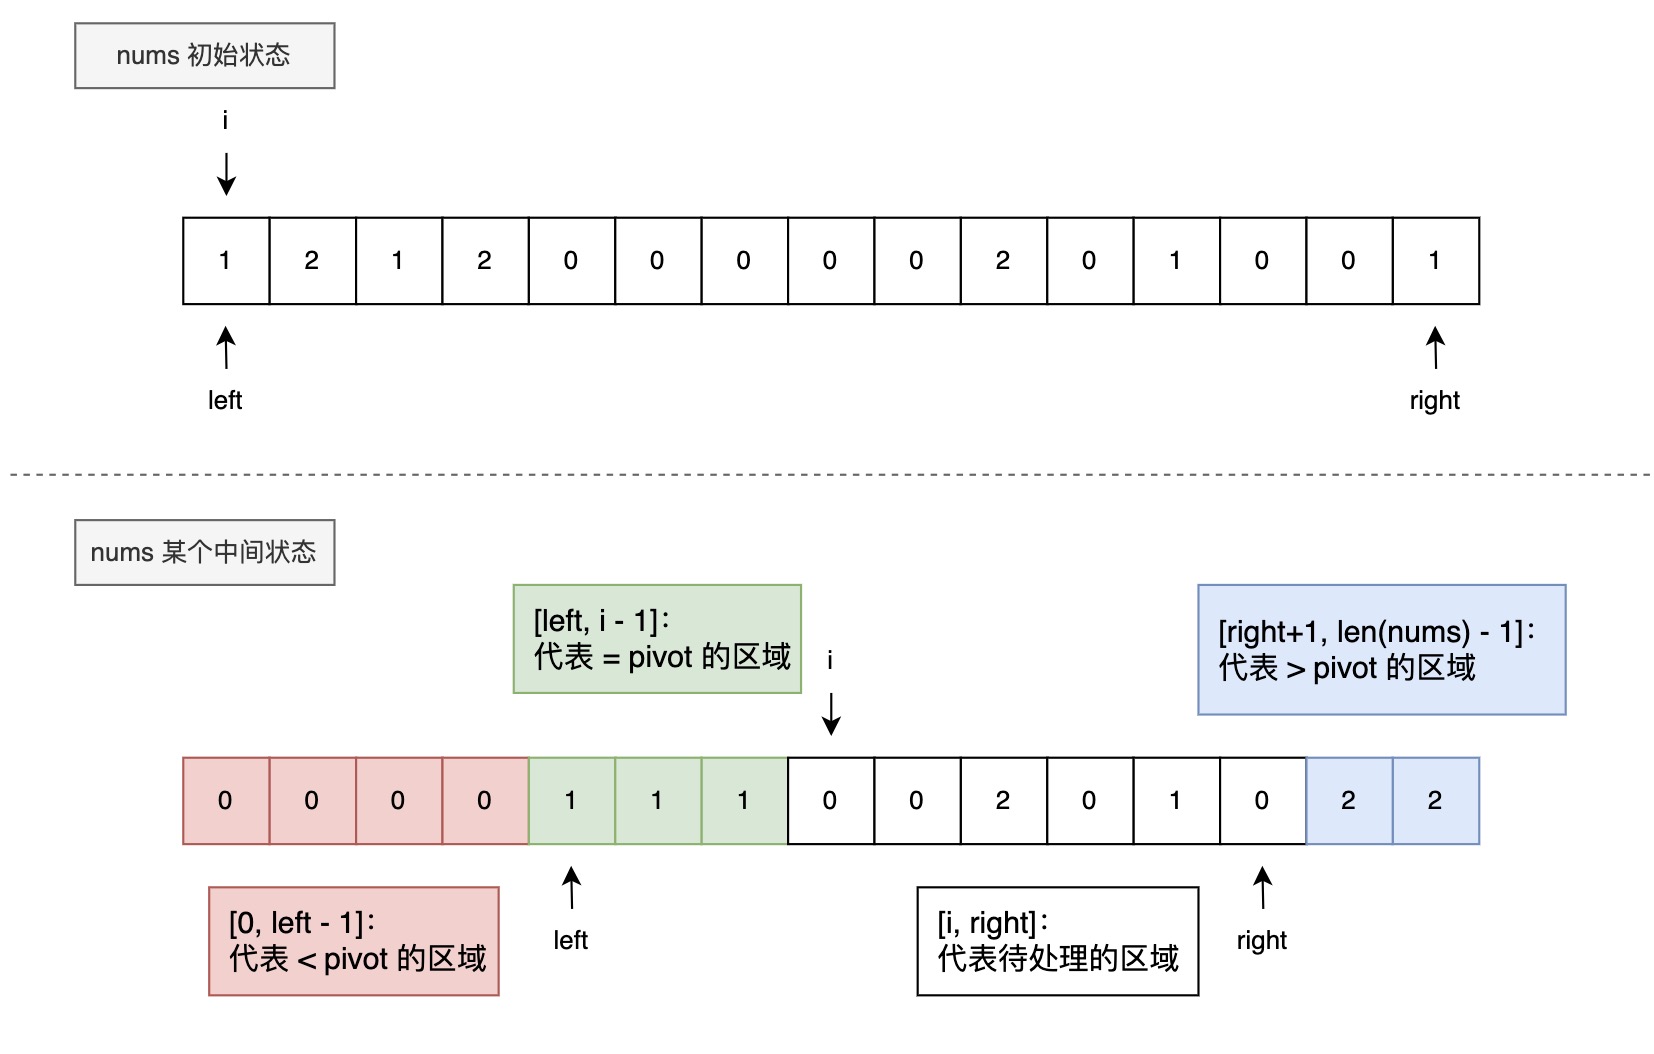 nums 初始状态
i
1 2 1 2 0 0 0 0 0 2 0 1 0 0 1
left right
nums 某个中间状态
[left, i - 1]：
代表 = pivot 的区域
i
[right+1, len(nums) - 1]：
代表 > pivot 的区域
0 0 0 0 1 1 1 0 0 2 0 1 0 2 2
[0, left - 1]：
代表 < pivot 的区域
left
[i, right]：
代表待处理的区域
right